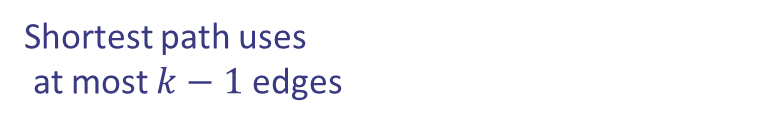 Shortest path uses
at most k − 1 edges